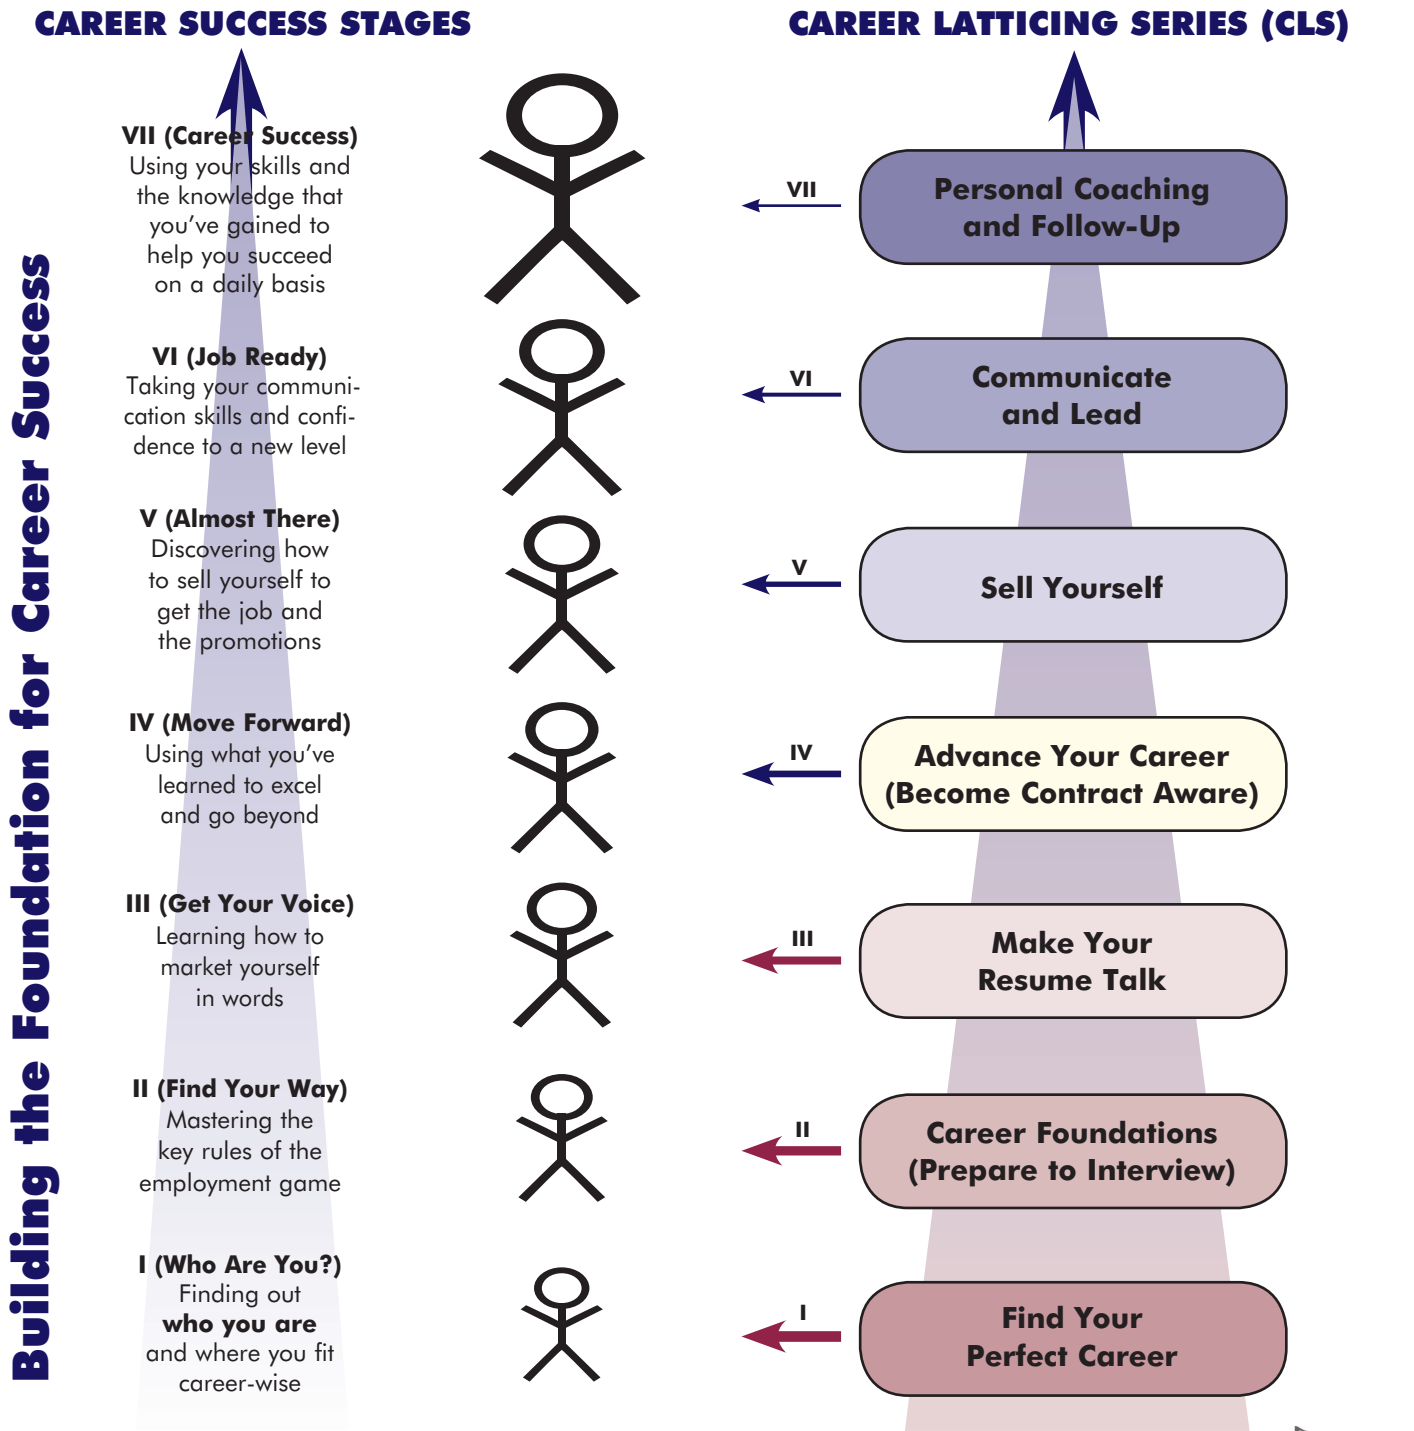 CAREER SUCCESS STAGES
CAREER LATTICING SERIES (CLS)
Building the Foundation for Career Success
VII (Career Success)
Using your skills and
the knowledge that
you’ve gained to
help you succeed
on a daily basis
VII
Personal Coaching
and Follow-Up
VI (Job Ready)
Taking your communi-
cation skills and confi-
dence to a new level
VI
Communicate
and Lead
V (Almost There)
Discovering how
to sell yourself to
get the job and
the promotions
V
Sell Yourself
IV (Move Forward)
Using what you’ve
learned to excel
and go beyond
IV
Advance Your Career
(Become Contract Aware)
III (Get Your Voice)
Learning how to
market yourself
in words
III
Make Your
Resume Talk
II (Find Your Way)
Mastering the
key rules of the
employment game
II
Career Foundations
(Prepare to Interview)
I (Who Are You?)
Finding out
who you are
and where you fit
career-wise
I
Find Your
Perfect Career